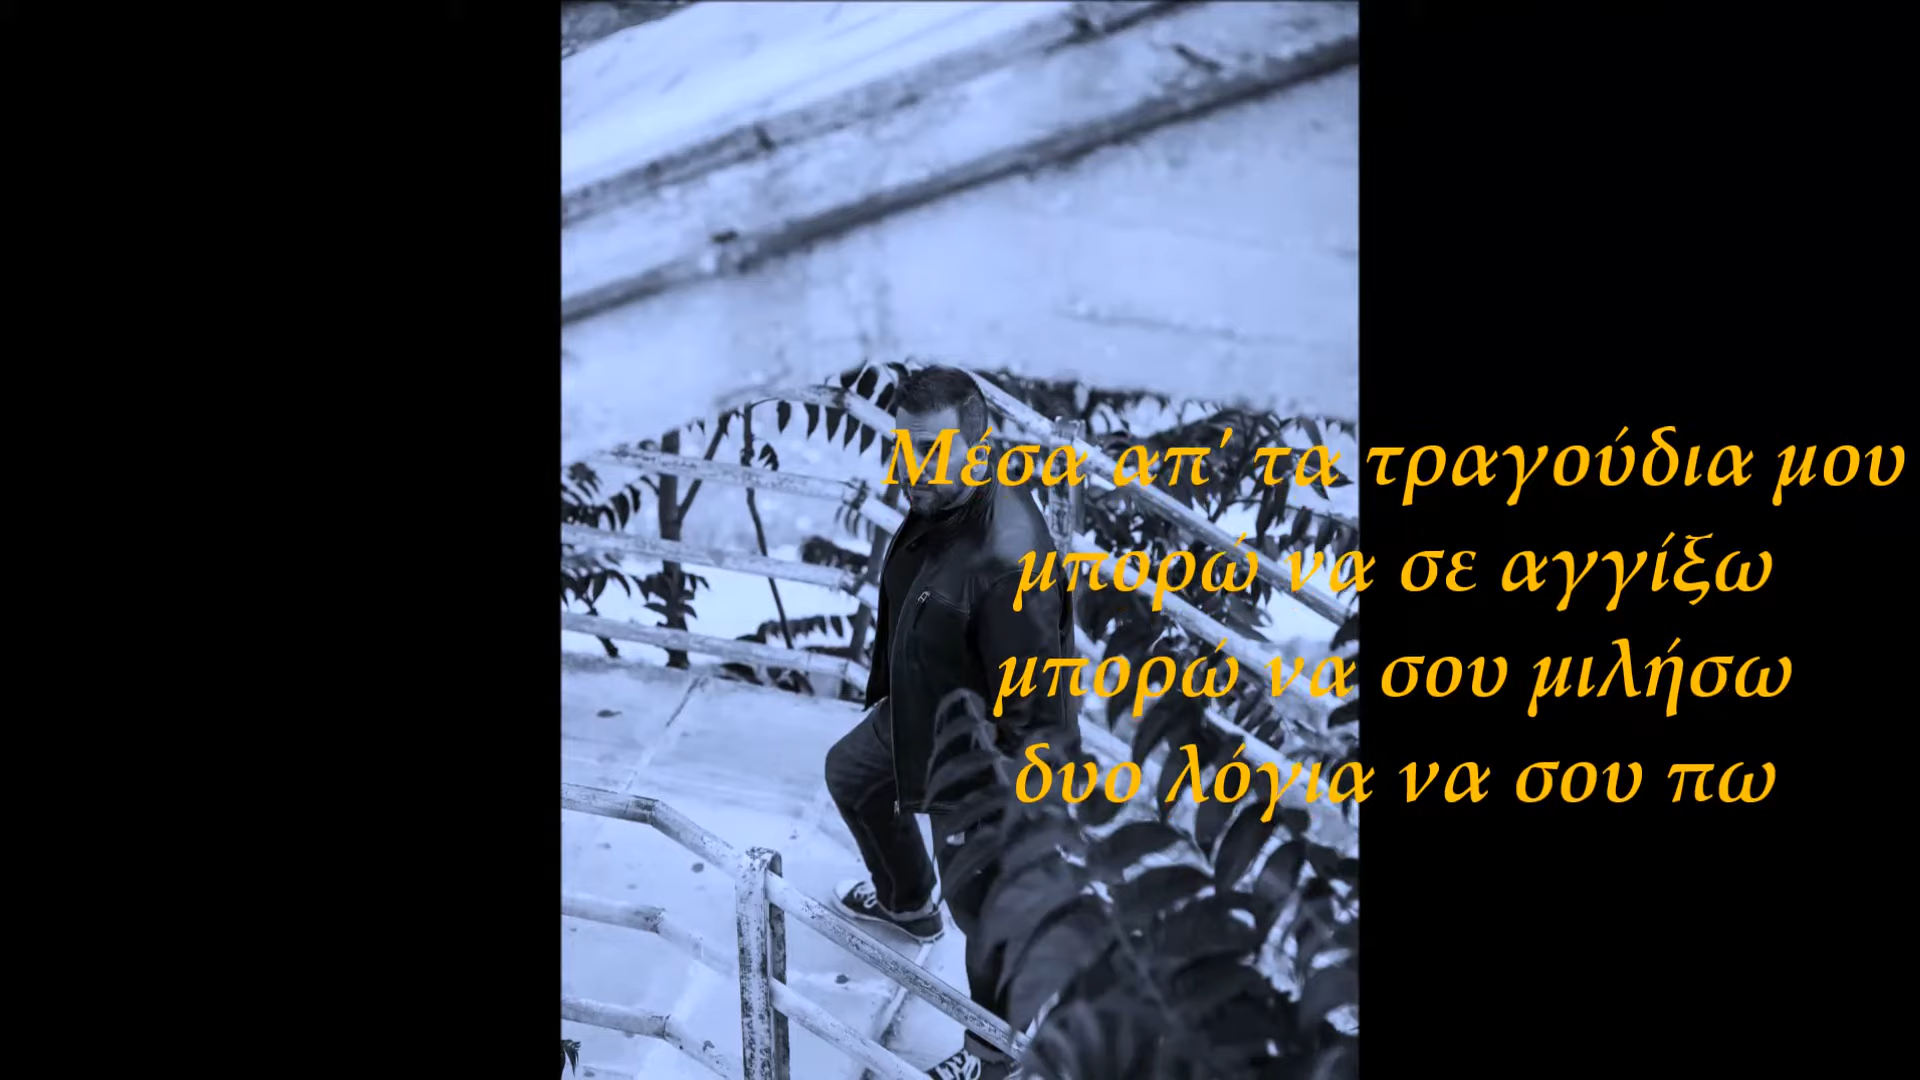 Μέσα απ' τα τραγούδια μου
μπορώ να σε αγγίξω
μπορώ να σου μιλήσω
δυο λόγια να σου πω